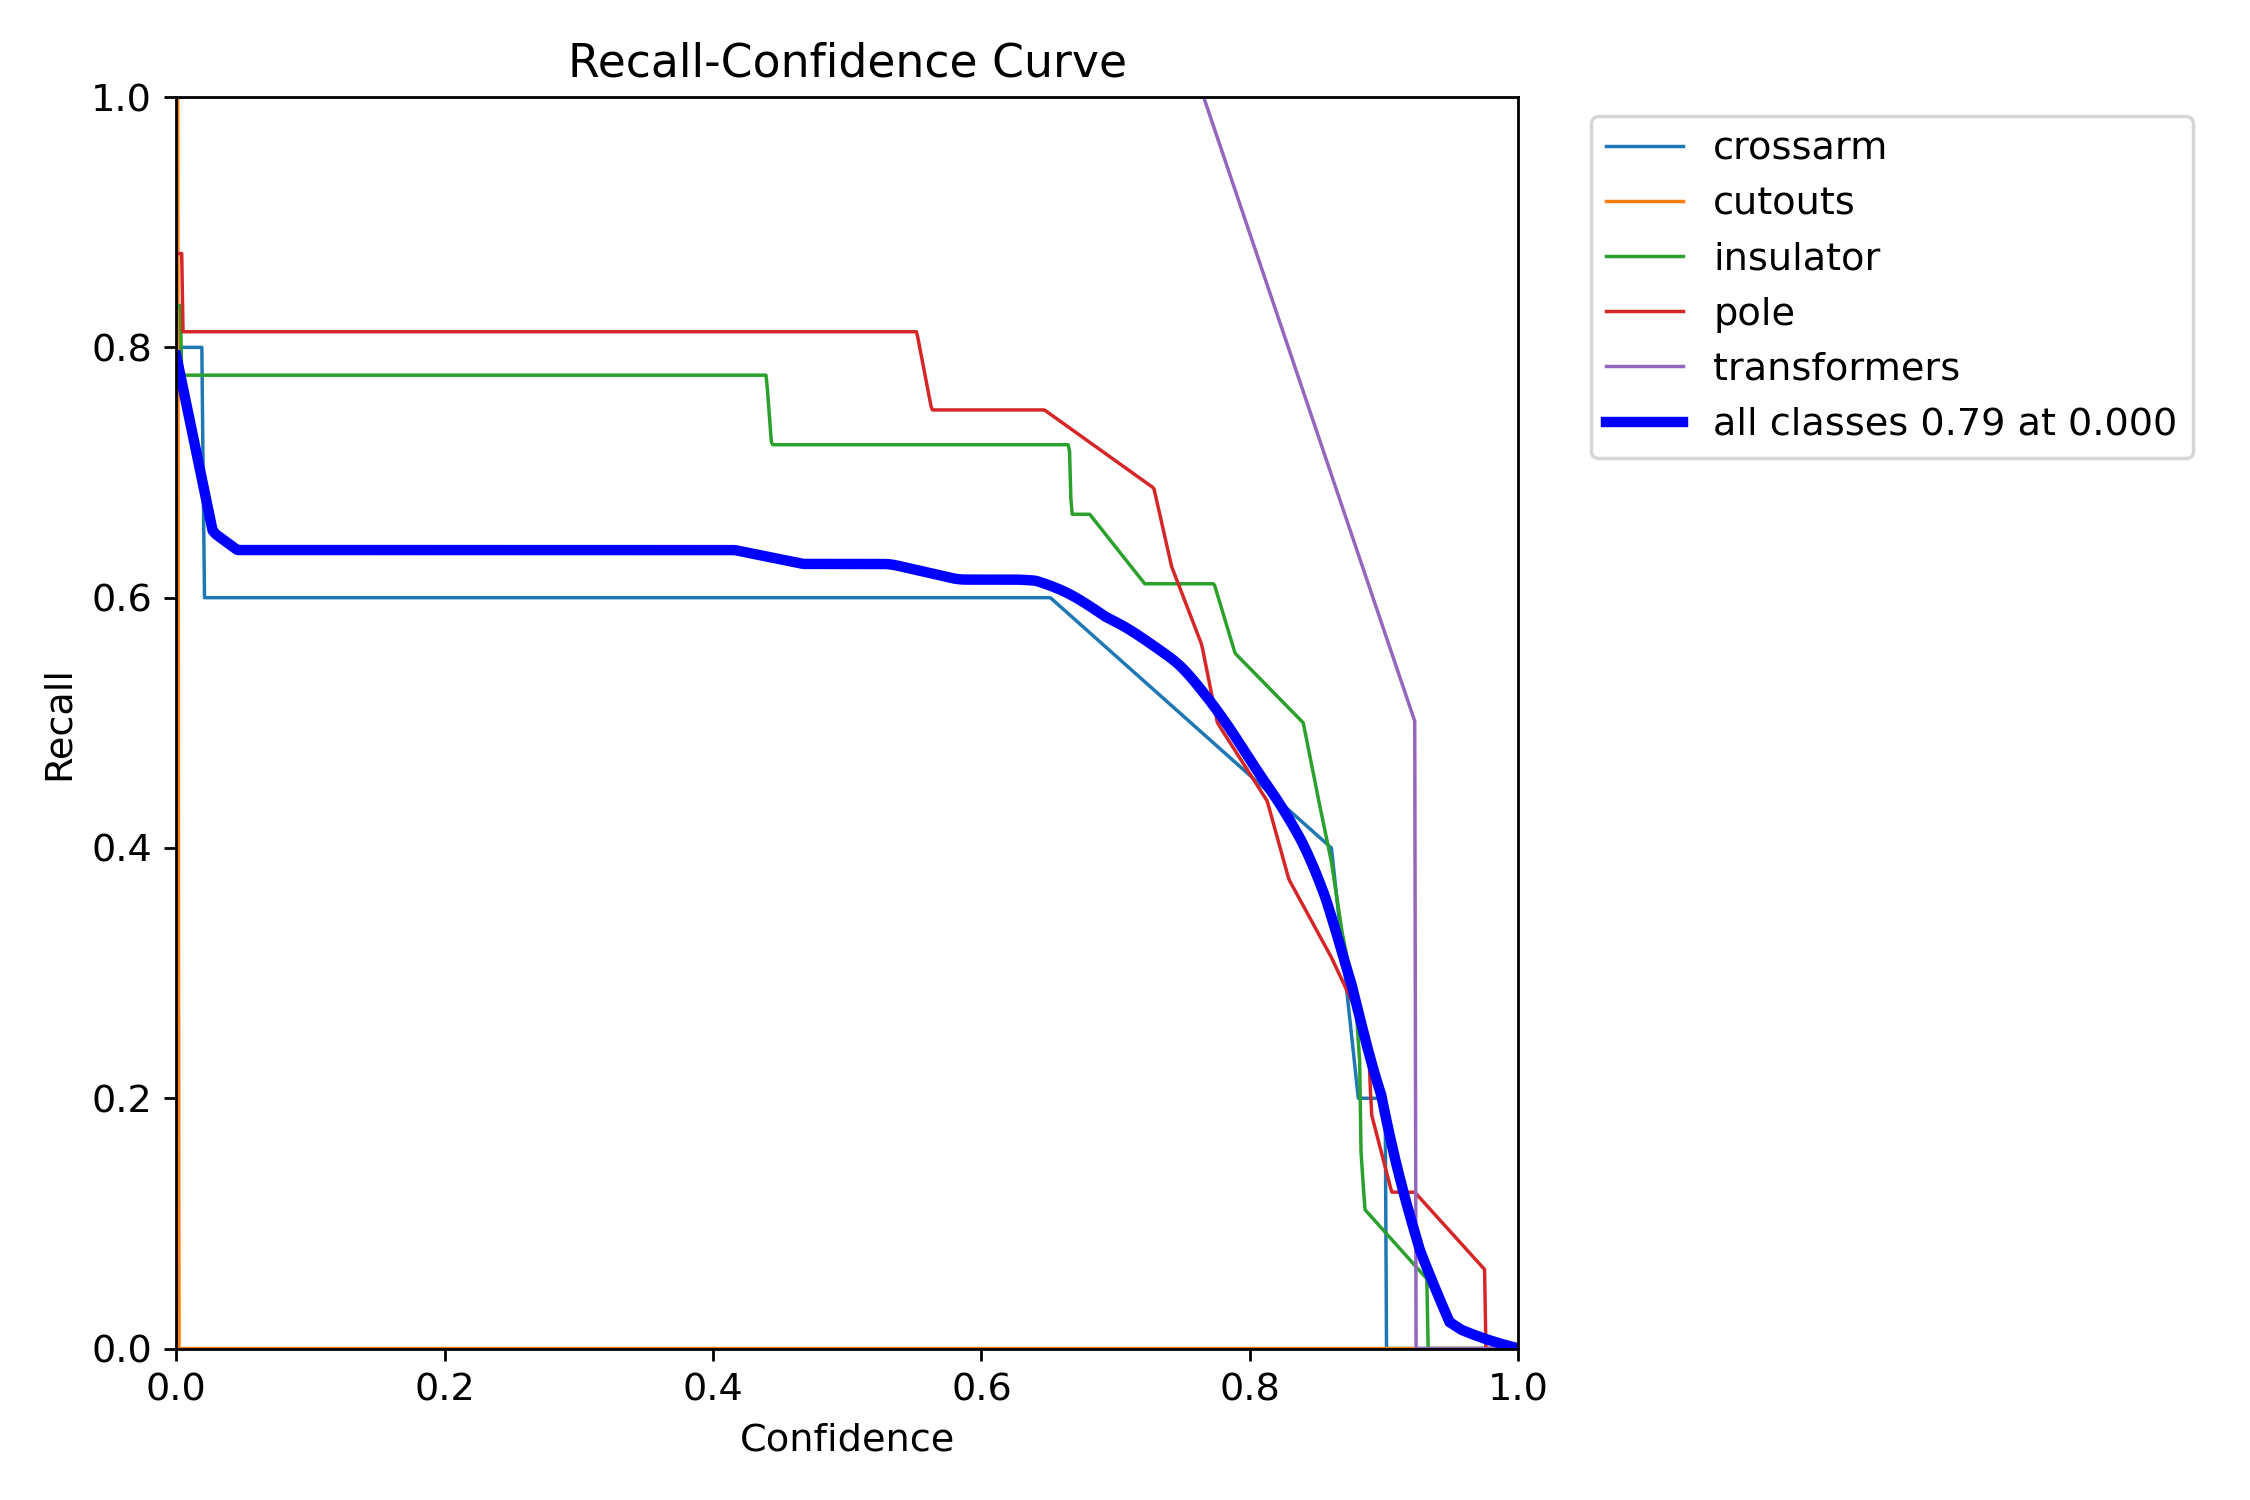 Recall-Confidence Curve
1.0
0.8
0.6
0.4
0.2
0.0
Recall
0.0 0.2 0.4 0.6 0.8 1.0
Confidence
crossarm
cutouts
insulator
pole
transformers
all classes 0.79 at 0.000